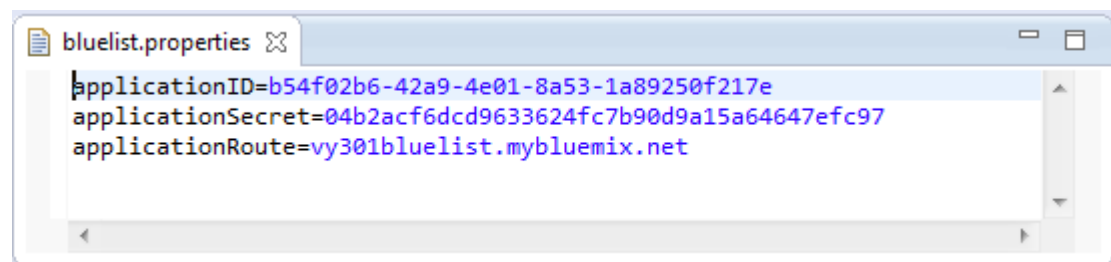 bluelist.properties
applicationID=b54f02b6-42a9-4e01-8a53-1a89250f217e
applicationSecret=04b2acf6dcd9633624fc7b90d9a15a64647efc97
applicationRoute=vy301bluelist.mybluemix.net